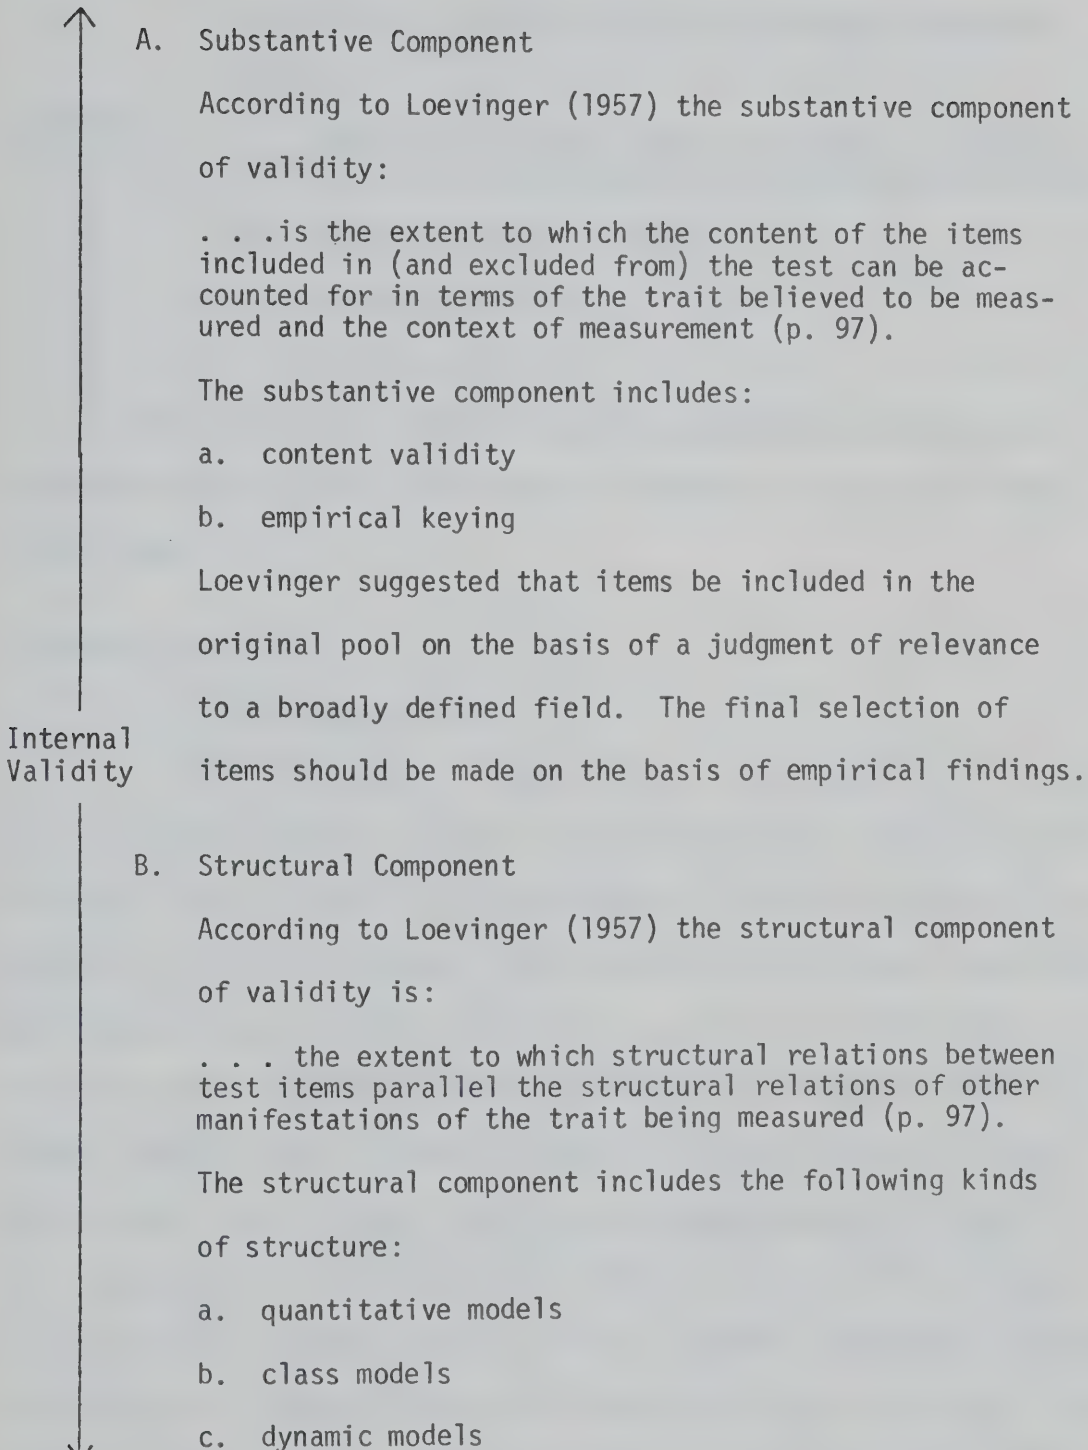 A. Substantive Component
According to Loevinger (1957) the substantive component
of validity:
. . .is the extent to which the content of the items
included in (and excluded from) the test can be ac-
counted for in terms of the trait believed to be meas-
ured and the context of measurement (p. 97).
The substantive component includes:
a. content validity
b. empirical keying
Loevinger suggested that items be included in the
original pool on the basis of a judgment of relevance
to a broadly defined field. The final selection of
Internal
Validity
items should be made on the basis of empirical findings.
B. Structural Component
According to Loevinger (1957) the structural component
of validity is:
. . . the extent to which structural relations between
test items parallel the structural relations of other
manifestations of the trait being measured (p. 97).
The structural component includes the following kinds
of structure:
a. quantitative models
b. class models
c. dynamic models